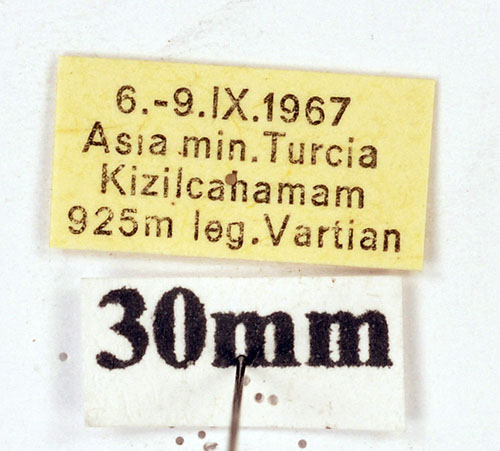 6.-9.IX.1967
Asia min.Turcia
Kizilcahamam
925m leg.Vartian
30mm